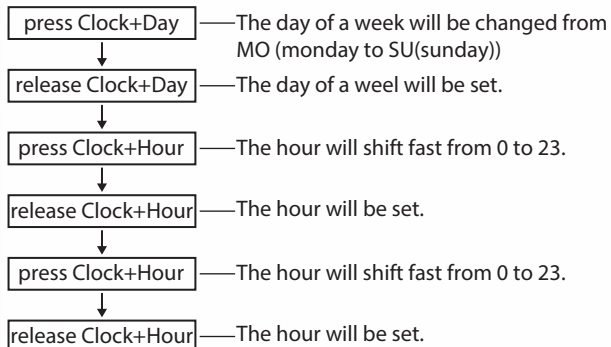 press Clock+Day The day of a week will be changed from
MO (monday to SU(sunday))
release Clock+Day The day of a weel will be set.
press Clock+Hour The hour will shift fast from 0 to 23.
release Clock+Hour The hour will be set.
press Clock+Hour The hour will shift fast from 0 to 23.
release Clock+Hour The hour will be set.